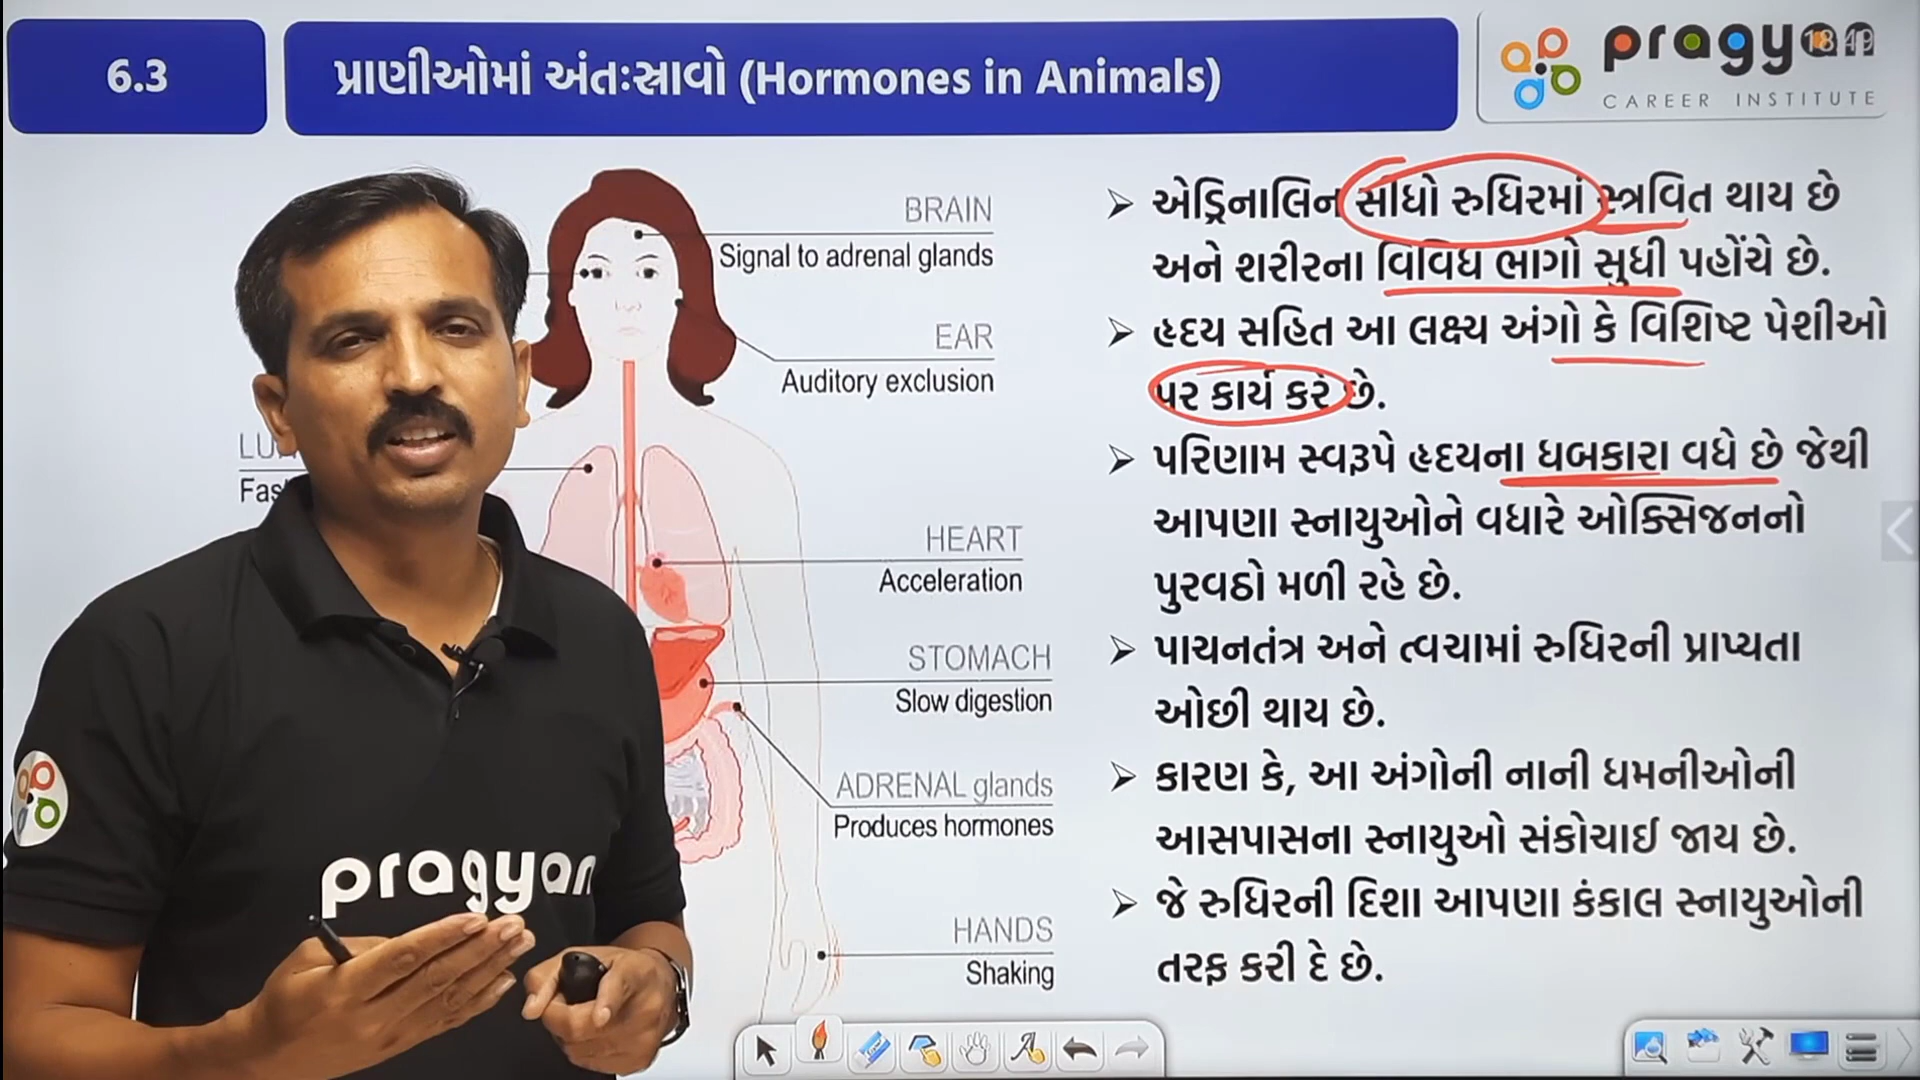 6.3
પ્રાણીઓમાં અંતઃસ્રાવો (Hormones in Animals)
pragyan
CAREER INSTITUTE
18:49
BRAIN
Signal to adrenal glands
EAR
Auditory exclusion
HEART
Acceleration
STOMACH
Slow digestion
ADRENAL glands
Produces hormones
HANDS
Shaking
એડ્રિનાલિન સીધો રુધિરમાં સ્ત્રવિત થાય છે
અને શરીરના વિવિધ ભાગો સુધી પહોંચે છે.
હૃદય સહિત આ લક્ષ્ય અંગો કે વિશિષ્ટ પેશીઓ
પર કાર્ય કરે છે.
પરિણામ સ્વરૂપે હૃદયના ધબકારા વધે છે જેથી
આપણા સ્નાયુઓને વધારે ઓક્સિજનનો
પુરવઠો મળી રહે છે.
પાચનતંત્ર અને ત્વચામાં રુધિરની પ્રાપ્યતા
ઓછી થાય છે.
કારણ કે, આ અંગોની નાની ધમનીઓની
આસપાસના સ્નાયુઓ સંકોચાઈ જાય છે.
જે રુધિરની દિશા આપણા કંકાલ સ્નાયુઓની
તરફ કરી દે છે.
pragyan